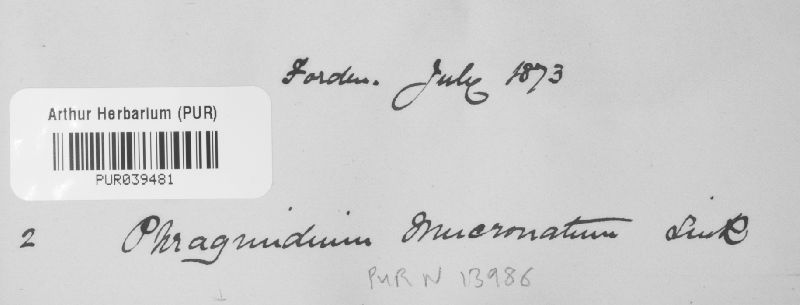 Forden. July 1873
Arthur Herbarium (PUR)
PUR039481
2 Phragmidium Mucronatum Link
PUR N 13986